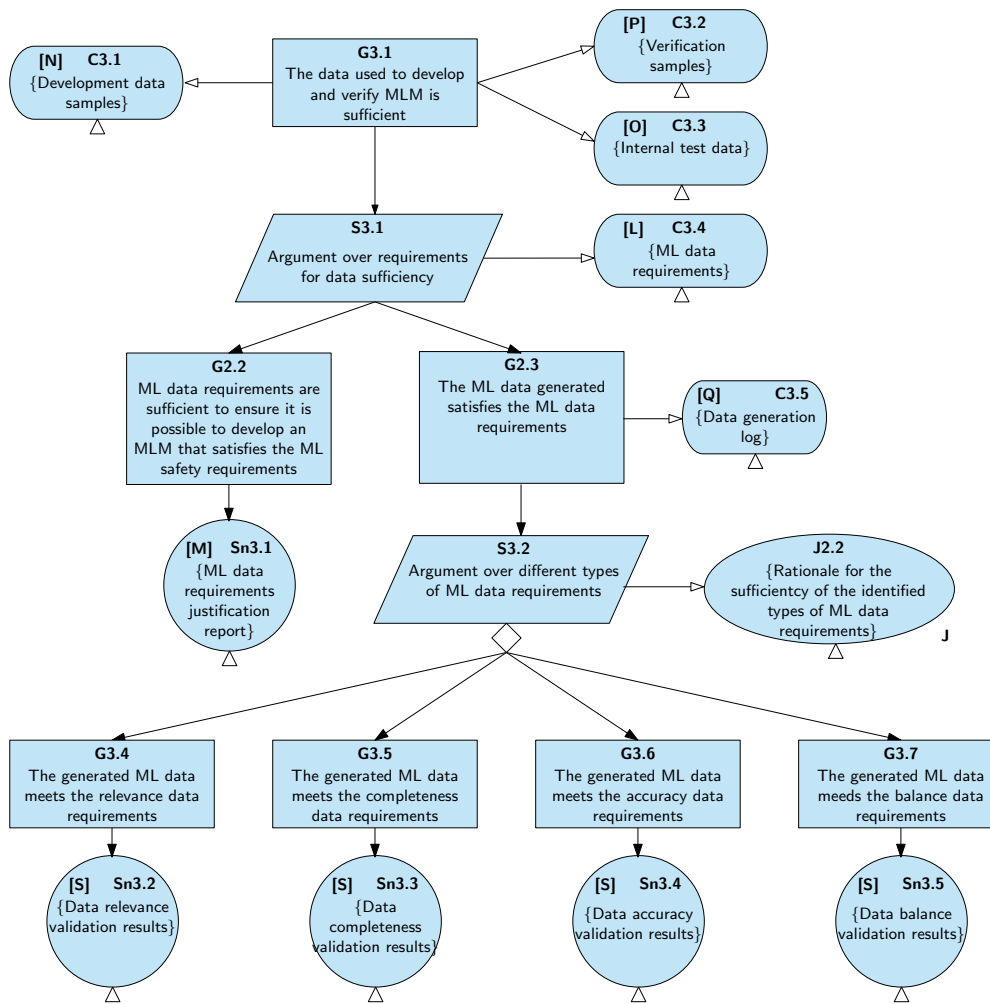 [N] C3.1
{Development data
samples}
G3.1
The data used to develop
and verify MLM is
sufficient
[P] C3.2
{Verification
samples}
[O] C3.3
{Internal test data}
S3.1
Argument over requirements
for data sufficiency
[L] C3.4
{ML data
requirements}
G2.2
ML data requirements are
sufficient to ensure it is
possible to develop an
MLM that satisfies the ML
safety requirements
G2.3
The ML data generated
satisfies the ML data
requirements
[Q] C3.5
{Data generation
log}
[M] Sn3.1
{ML data
requirements
justification
report}
S3.2
Argument over different types
of ML data requirements
J2.2
{Rationale for the
sufficientcy of the identified
types of ML data
requirements}
J
G3.4
The generated ML data
meets the relevance data
requirements
G3.5
The generated ML data
meets the completeness
data requirements
G3.6
The generated ML data
meets the accuracy data
requirements
G3.7
The generated ML data
meeds the balance data
requirements
[S] Sn3.2
{Data relevance
validation results}
[S] Sn3.3
{Data
completeness
validation results}
[S] Sn3.4
{Data accuracy
validation results}
[S] Sn3.5
{Data balance
validation results}